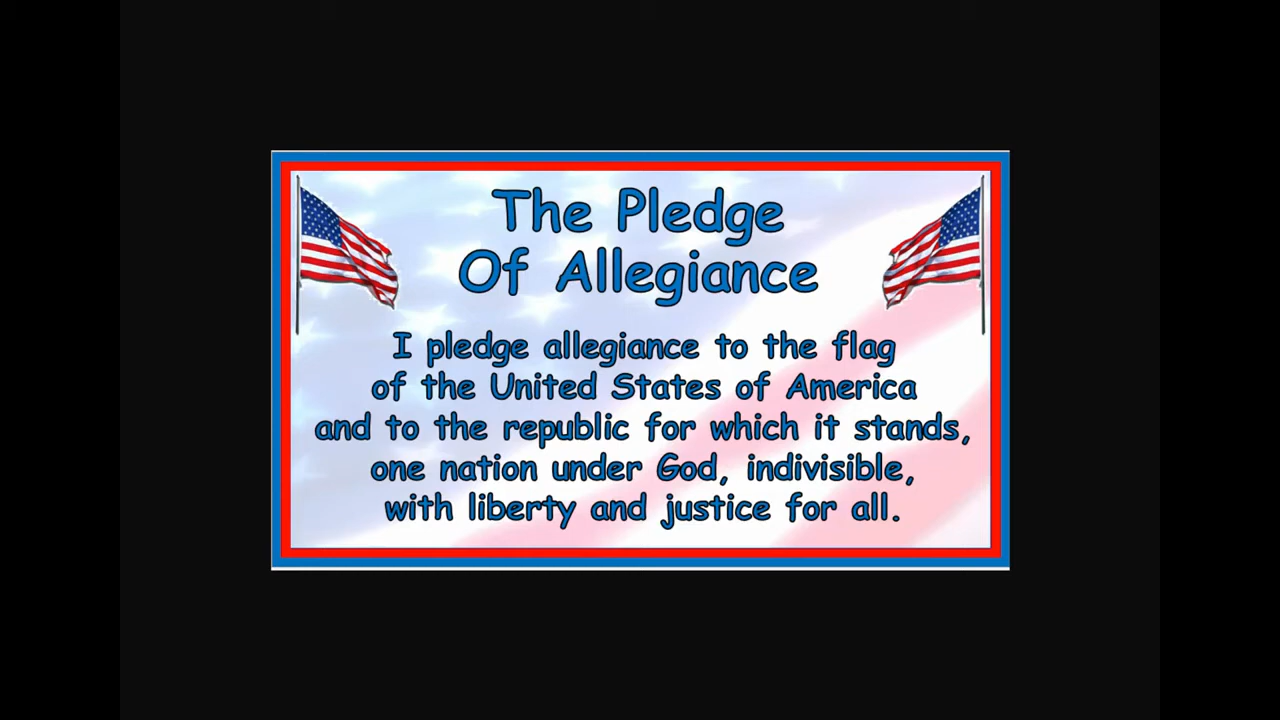 The Pledge
Of Allegiance
I pledge allegiance to the flag
of the United States of America
and to the republic for which it stands,
one nation under God, indivisible,
with liberty and justice for all.